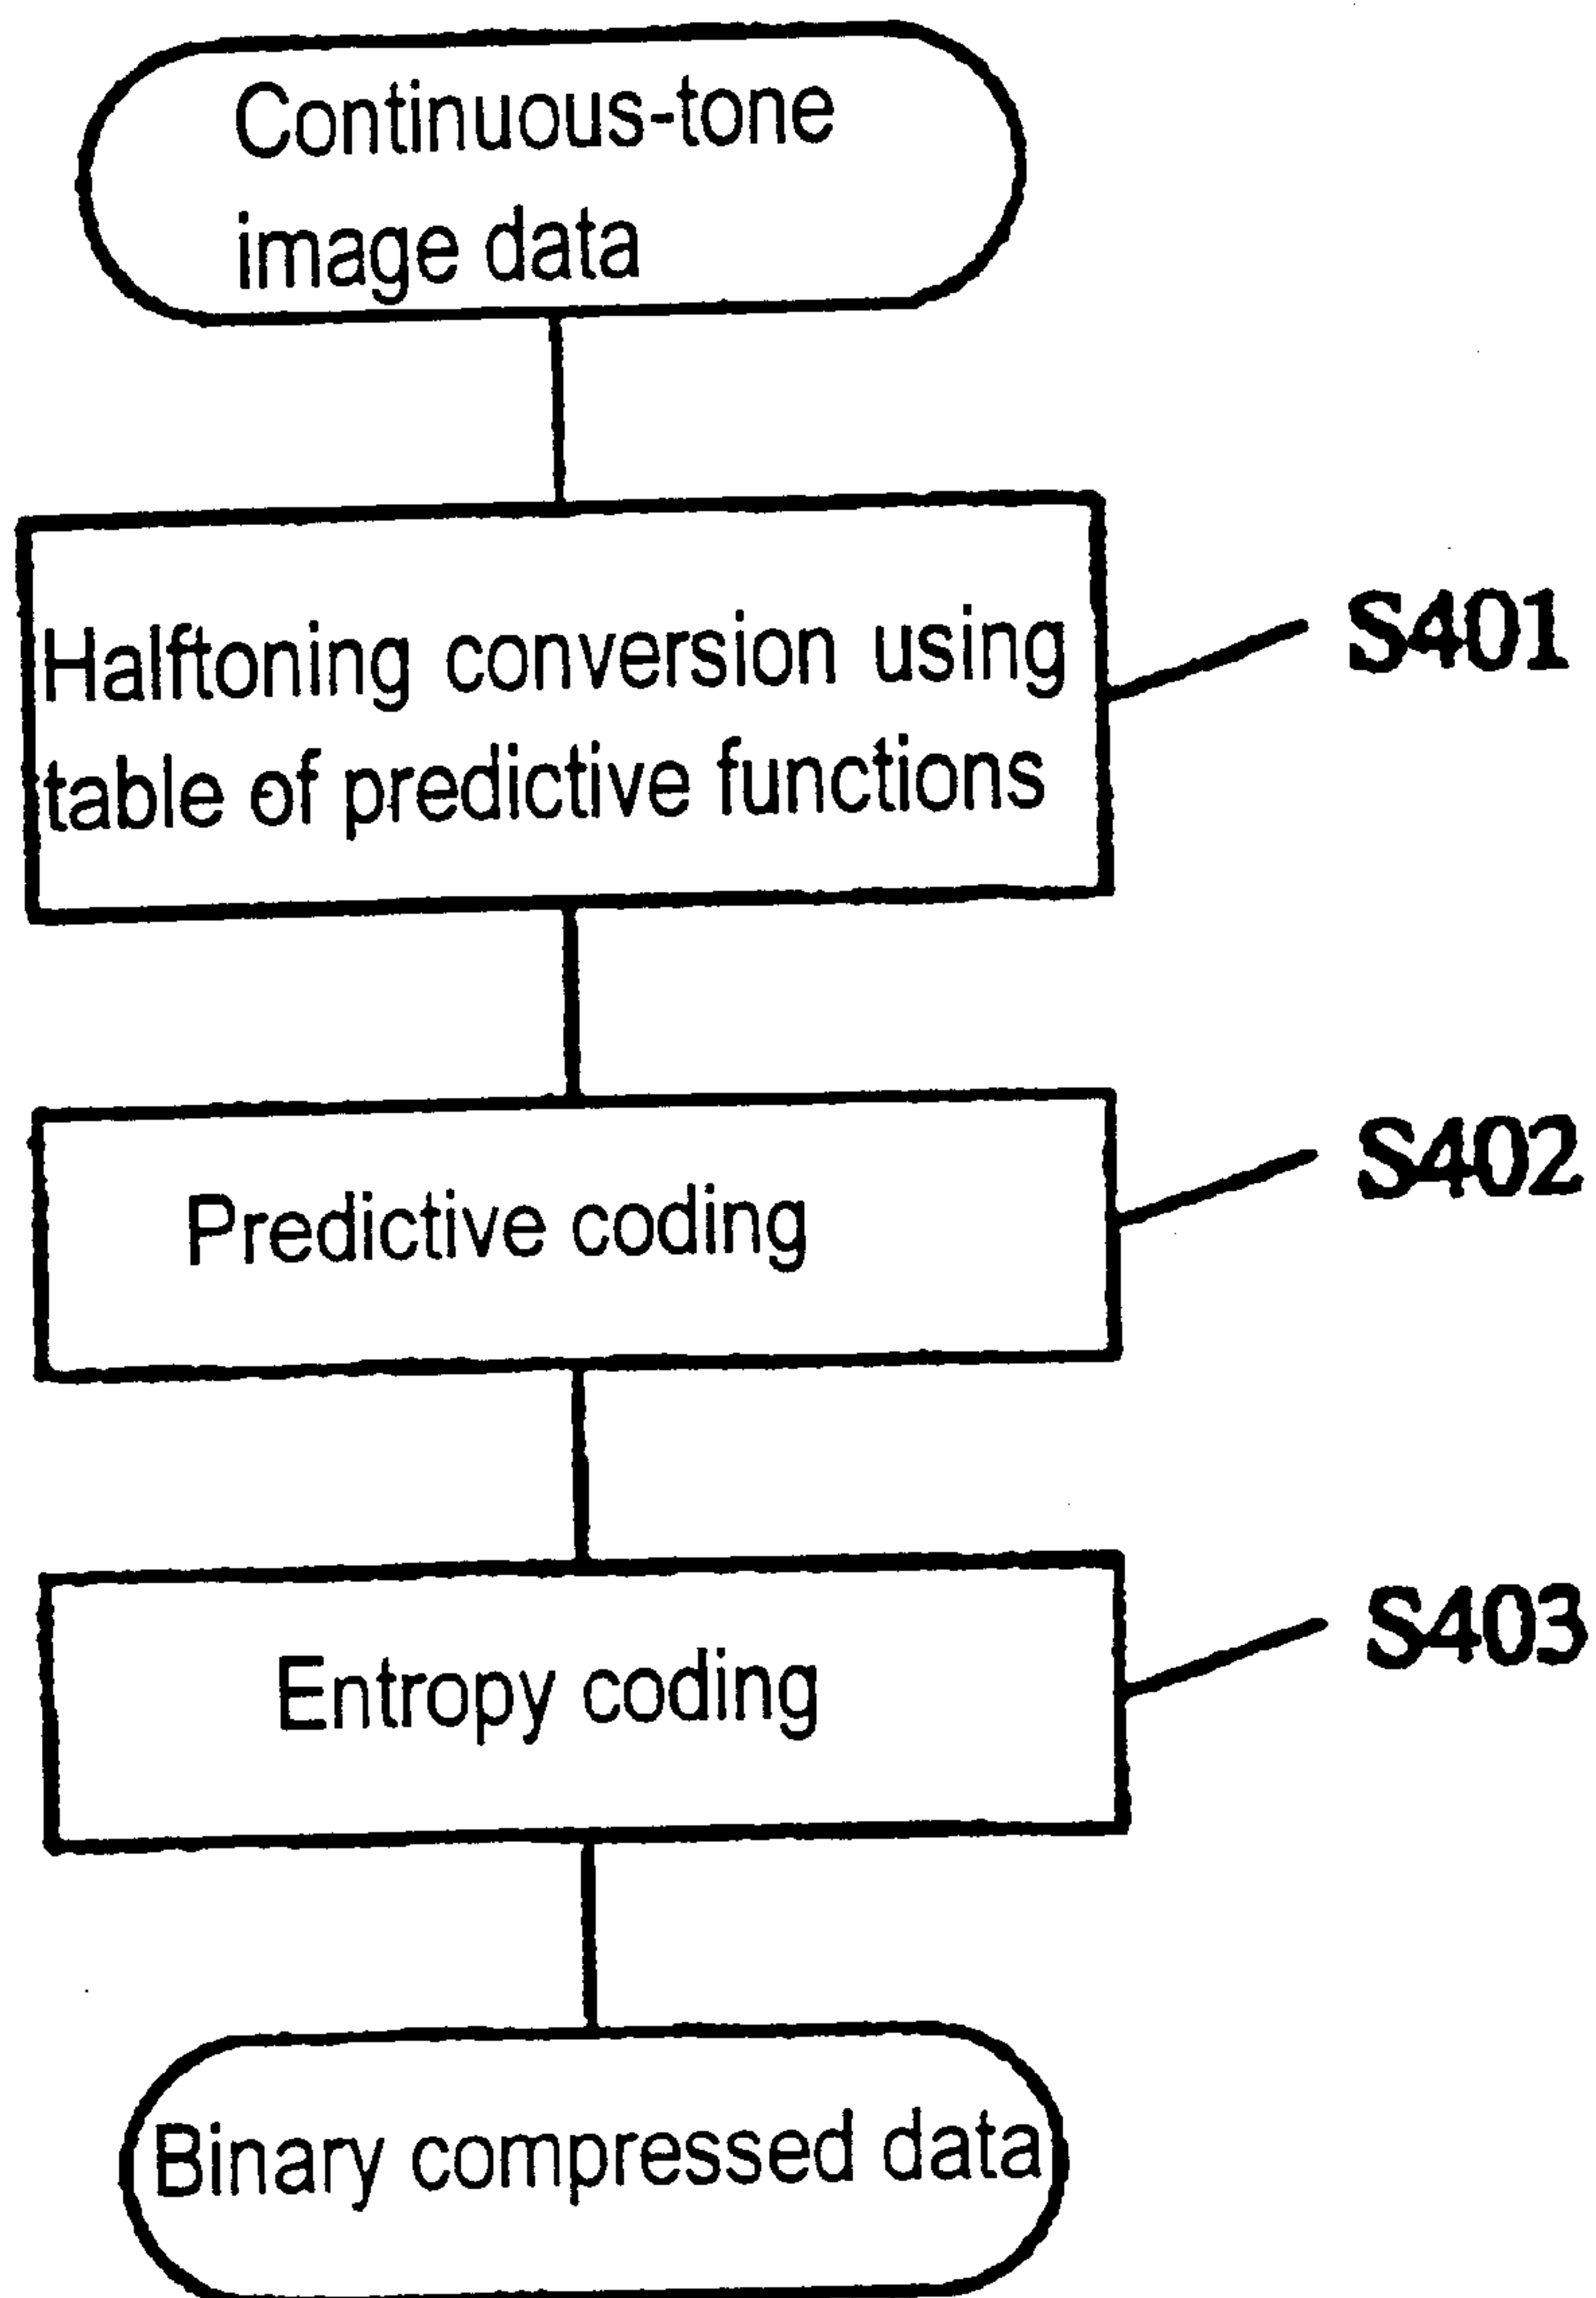 Continuous-tone
image data
Halftoning conversion using
table of predictive functions
S401
Predictive coding
S402
Entropy coding
S403
Binary compressed data